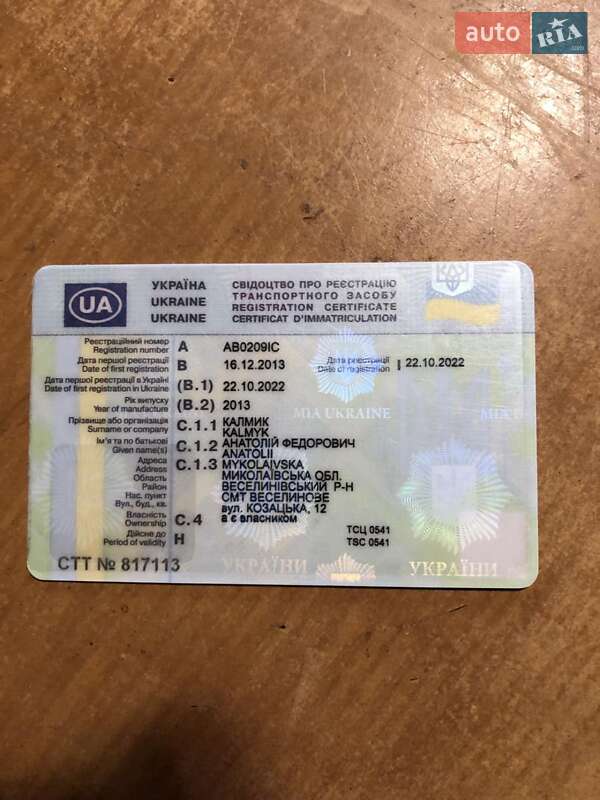 auto RIA .com
УКРАЇНА
UKRAINE
UKRAINE
UA
СВІДОЦТВО ПРО РЕЄСТРАЦІЮ
ТРАНСПОРТНОГО ЗАСОБУ
REGISTRATION CERTIFICATE
CERTIFICAT D'IMMATRICULATION
Реєстраційний номер
Registration number A AB0209IC
Дата першої реєстрації
Date of first registration B 16.12.2013
Дата реєстрації
Date of registration I 22.10.2022
Дата першої реєстрації в Україні
Date of first registration in Ukraine (B.1) 22.10.2022
Рік випуску
Year of manufacture (B.2) 2013
MIA UKRAINE
Прізвище або організація
Surname or company C.1.1 КАЛМИК
KALMYK
Ім'я та по батькові
Given name(s) C.1.2 АНАТОЛІЙ ФЕДОРОВИЧ
ANATOLII
Адреса
Address C.1.3 MYKOLAIVSKA
Область МИКОЛАЇВСЬКА ОБЛ.
Район ВЕСЕЛИНІВСЬКИЙ Р-Н
Нас. пункт СМТ ВЕСЕЛИНОВЕ
Вул., буд., кв. вул. КОЗАЦЬКА, 12
Власність
Ownership C.4 а є власником
Дійсне до
Period of validity H
ТСЦ 0541
TSC 0541
СТТ № 817113
УКРАЇНИ
УКРАЇНИ